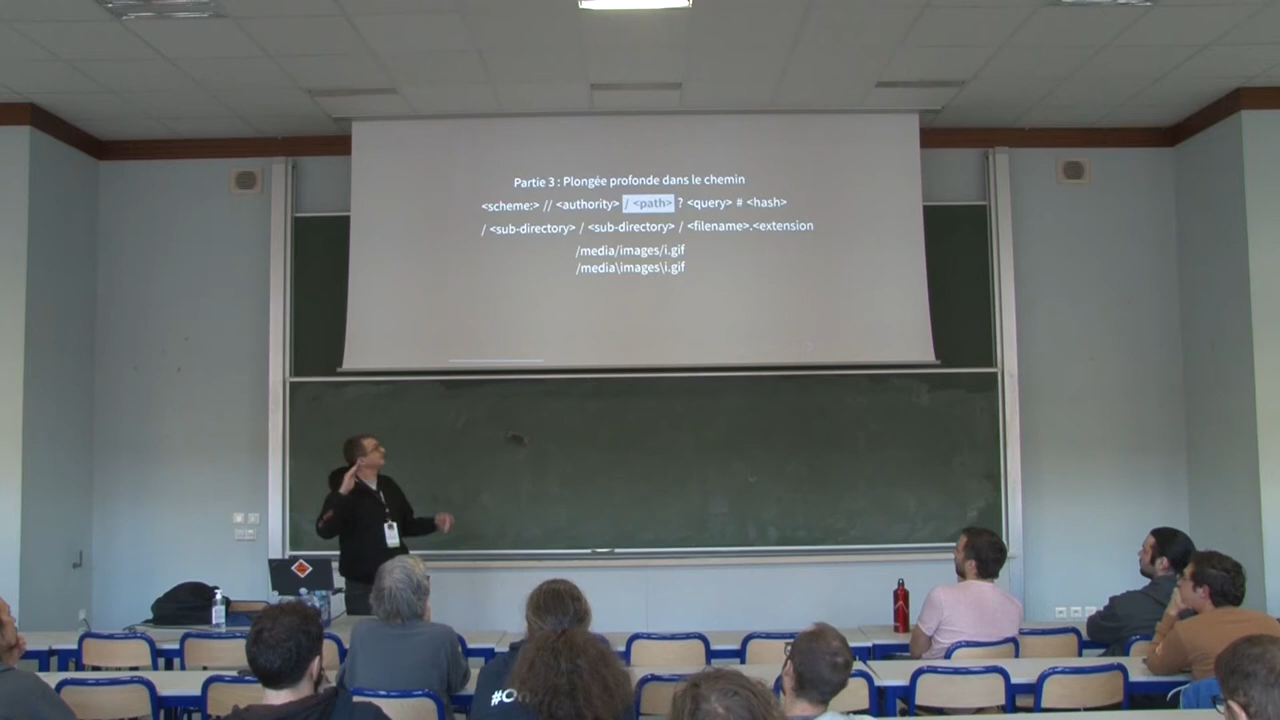 Partie 3 : Plongée profonde dans le chemin
<scheme:> // <authority> / <path> ? <query> # <hash>
/ <sub-directory> / <sub-directory> / <filename>.<extension
/media/images/i.gif
/media\images\i.gif